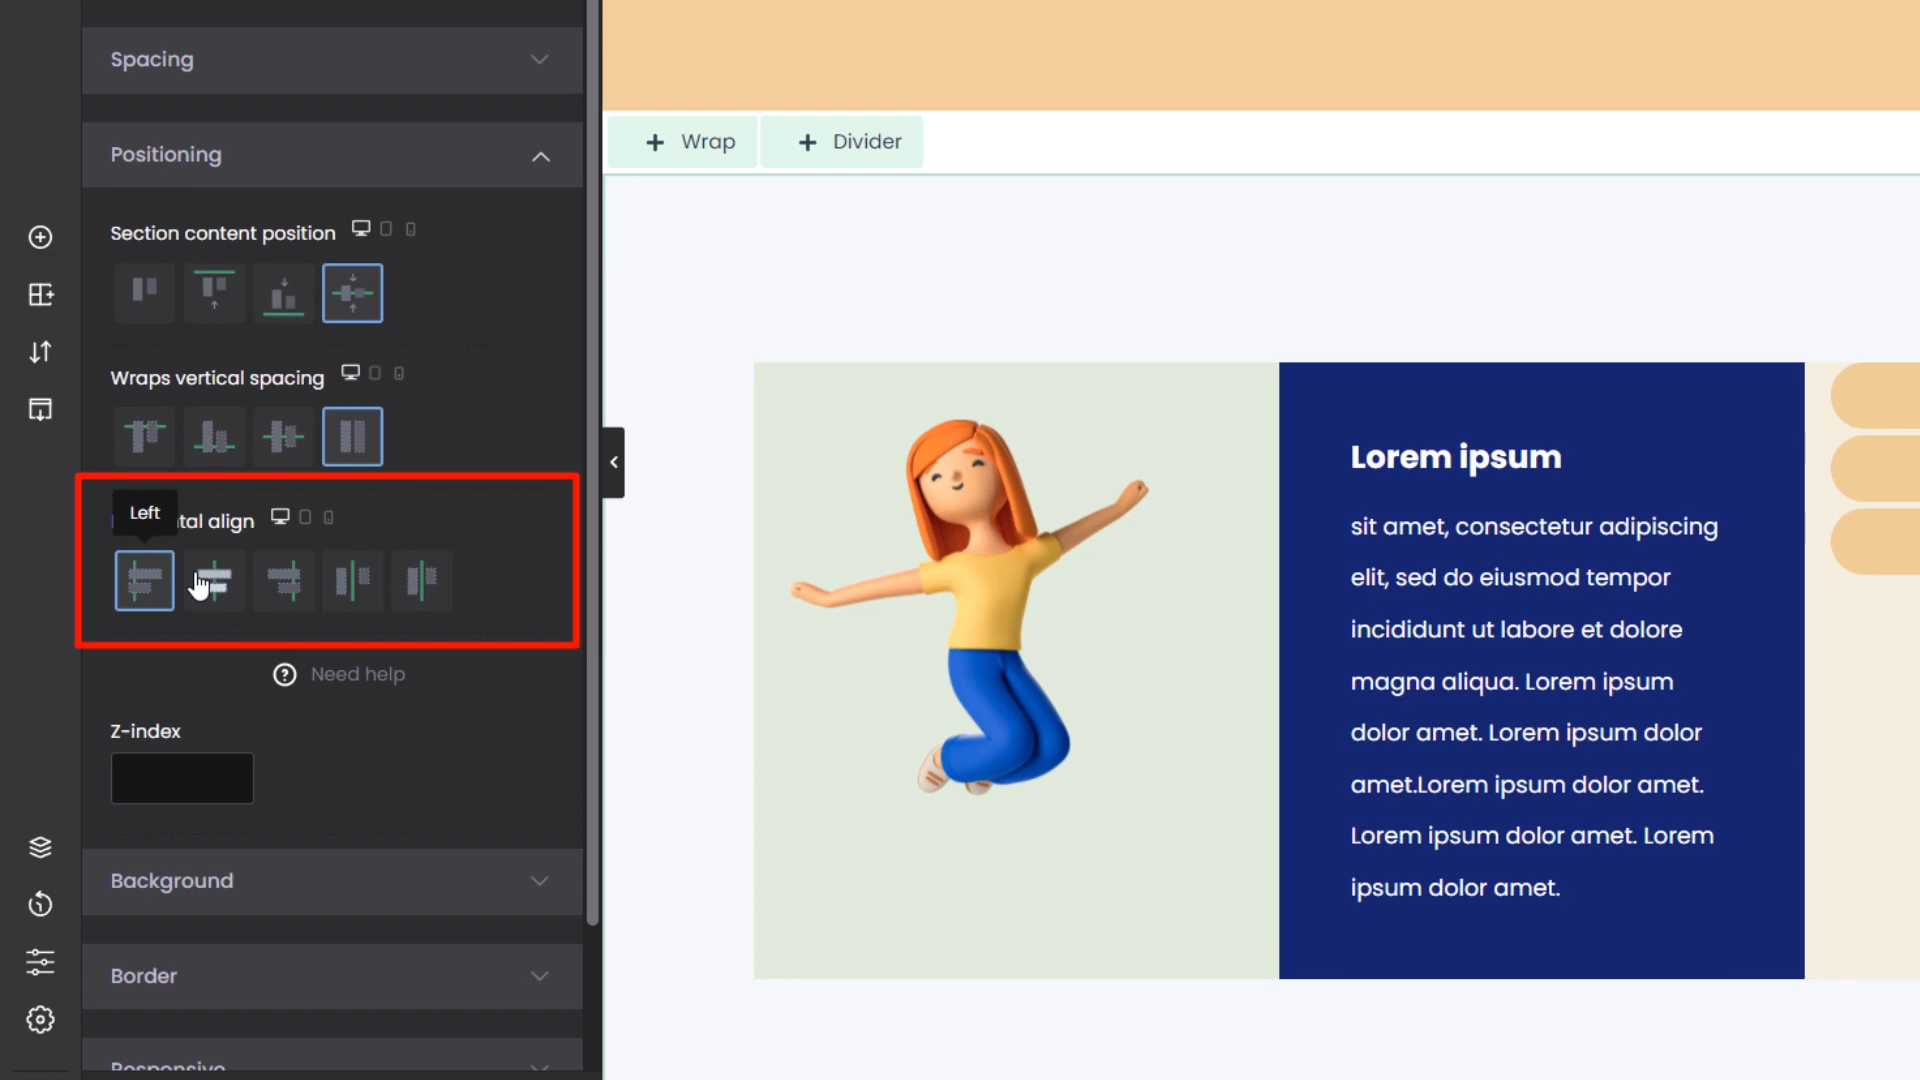 Spacing
Positioning
Section content position
Wraps vertical spacing
Left
tal align
Need help
Z-index
Background
Border
Responsive
+ Wrap
+ Divider
Lorem ipsum
sit amet, consectetur adipiscing
elit, sed do eiusmod tempor
incididunt ut labore et dolore
magna aliqua. Lorem ipsum
dolor amet. Lorem ipsum dolor
amet.Lorem ipsum dolor amet.
Lorem ipsum dolor amet. Lorem
ipsum dolor amet.